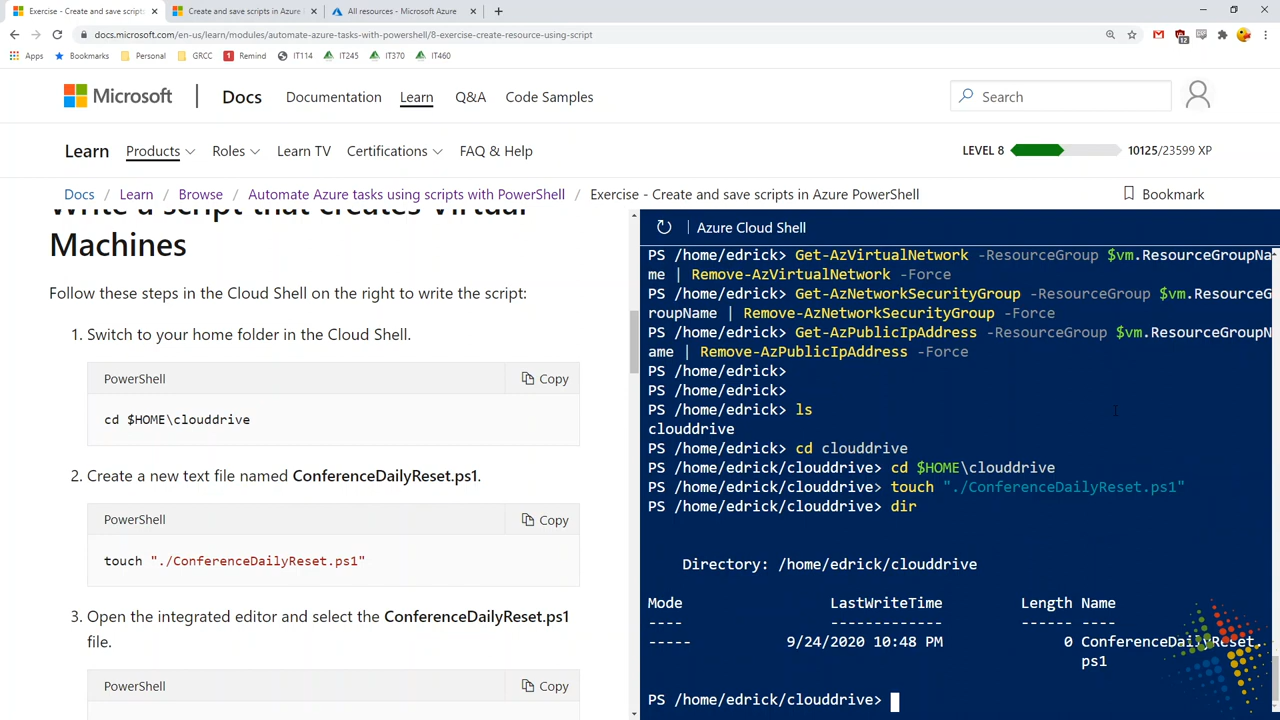 Exercise - Create and save scripts
Create and save scripts in Azure
All resources - Microsoft Azure
docs.microsoft.com/en-us/learn/modules/automate-azure-tasks-with-powershell/8-exercise-create-resource-using-script
12
Apps Bookmarks Personal GRCC Remind IT114 IT245 IT370 IT460
Microsoft Docs Documentation Learn Q&A Code Samples Search
Learn Products Roles Learn TV Certifications FAQ & Help LEVEL 8 10125/23599 XP
Docs / Learn / Browse / Automate Azure tasks using scripts with PowerShell / Exercise - Create and save scripts in Azure PowerShell Bookmark
Write a script that creates Virtual
Machines
Follow these steps in the Cloud Shell on the right to write the script:
1. Switch to your home folder in the Cloud Shell.
PowerShell Copy
cd $HOME\clouddrive
2. Create a new text file named ConferenceDailyReset.ps1.
PowerShell Copy
touch "./ConferenceDailyReset.ps1"
3. Open the integrated editor and select the ConferenceDailyReset.ps1
file.
PowerShell Copy
Azure Cloud Shell
PS /home/edrick> Get-AzVirtualNetwork -ResourceGroup $vm.ResourceGroupNa
me | Remove-AzVirtualNetwork -Force
PS /home/edrick> Get-AzNetworkSecurityGroup -ResourceGroup $vm.ResourceG
roupName | Remove-AzNetworkSecurityGroup -Force
PS /home/edrick> Get-AzPublicIpAddress -ResourceGroup $vm.ResourceGroupN
ame | Remove-AzPublicIpAddress -Force
PS /home/edrick>
PS /home/edrick>
PS /home/edrick> ls
clouddrive
PS /home/edrick> cd clouddrive
PS /home/edrick/clouddrive> cd $HOME\clouddrive
PS /home/edrick/clouddrive> touch "./ConferenceDailyReset.ps1"
PS /home/edrick/clouddrive> dir
Directory: /home/edrick/clouddrive
Mode LastWriteTime Length Name
---- ------------- ------ ----
----- 9/24/2020 10:48 PM 0 ConferenceDailyReset.
ps1
PS /home/edrick/clouddrive>